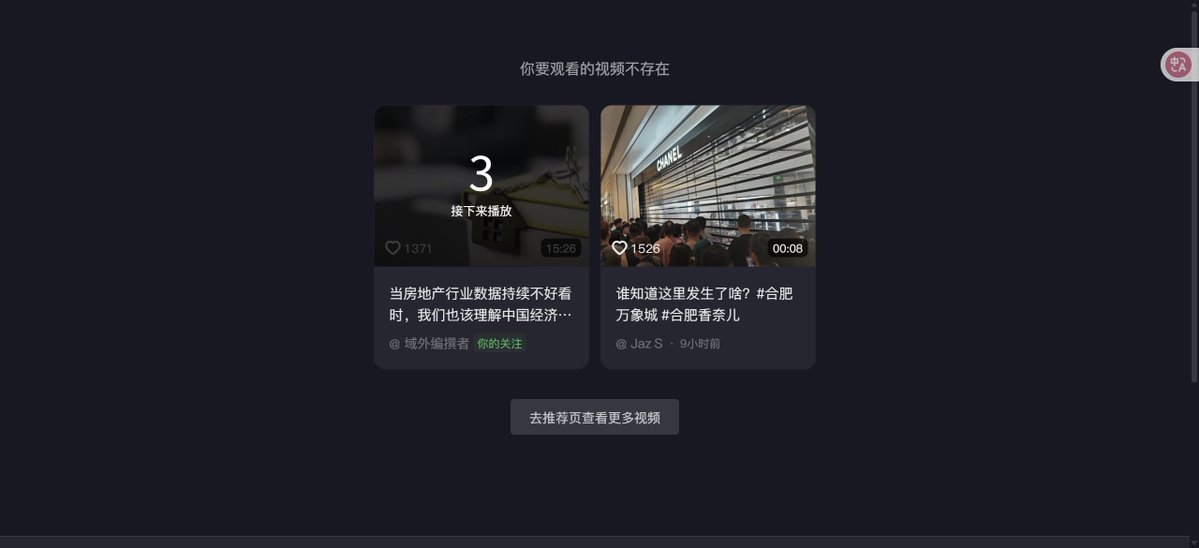 你要观看的视频不存在
3
接下来播放
1371
15:26
CHANEL
1526
00:08
当房地产行业数据持续不好看
时，我们也该理解中国经济…
@ 域外编撰者 你的关注
谁知道这里发生了啥？#合肥
万象城 #合肥香奈儿
@ Jaz S · 9小时前
去推荐页查看更多视频
中
A